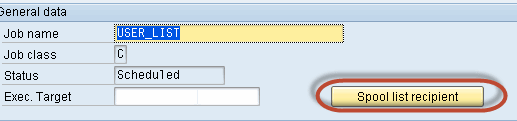 General data
Job name USER_LIST
Job class C
Status Scheduled
Exec. Target Spool list recipient